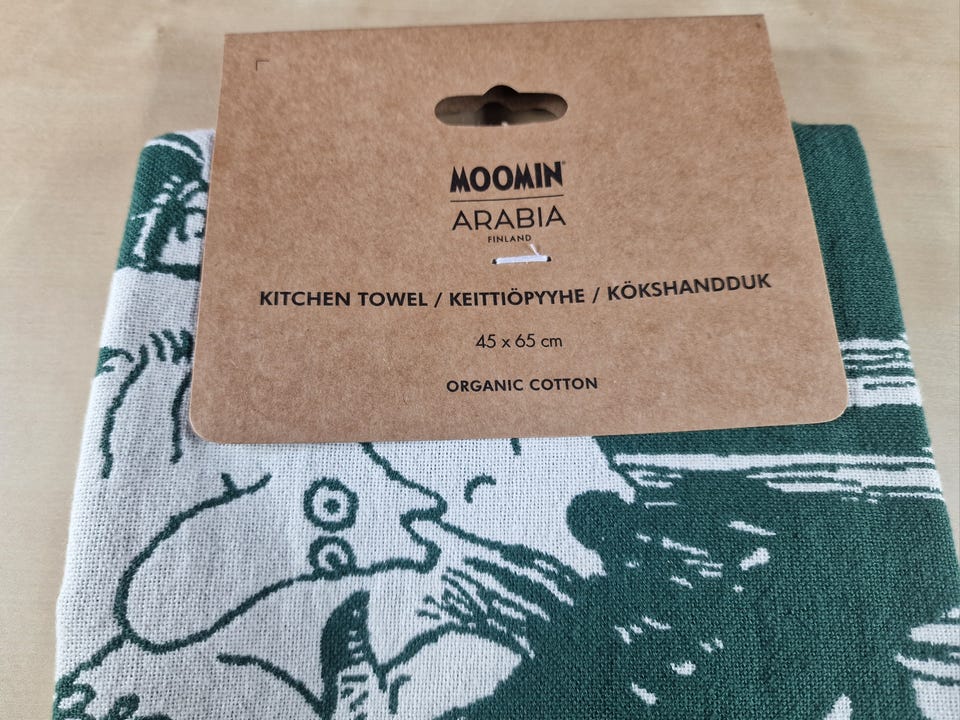 MOOMIN®
ARABIA
FINLAND
KITCHEN TOWEL / KEITTIÖPYYHE / KÖKSHANDDUK
45 x 65 cm
ORGANIC COTTON